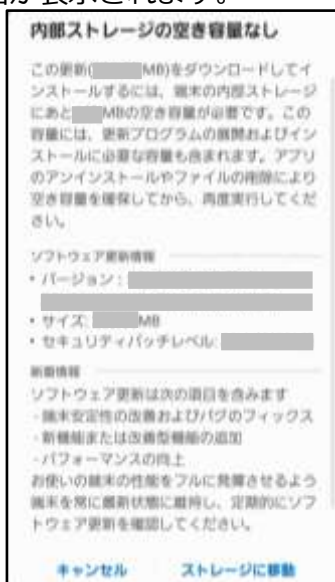 が表示されます。
内部ストレージの空き容量なし
この更新( MB)をダウンロードしてイ
ンストールするには、端末の内部ストレージ
にあと MBの空き容量が必要です。この
容量には、更新プログラムの展開およびイン
ストールに必要な容量も含まれます。アプリ
のアンインストールやファイルの削除により
空き容量を確保してから、再度実行してくだ
さい。
ソフトウェア更新情報
・バージョン：
・サイズ: MB
・セキュリティパッチレベル:
新着情報
ソフトウェア更新は次の項目を含みます
- 端末安定性の改善およびバグのフィックス
- 新機能または改善型機能の追加
- パフォーマンスの向上
お使いの端末の性能をフルに発揮させるよう
端末を常に最新状態に維持し、定期的にソフ
トウェア更新を確認してください。
キャンセル ストレージに移動